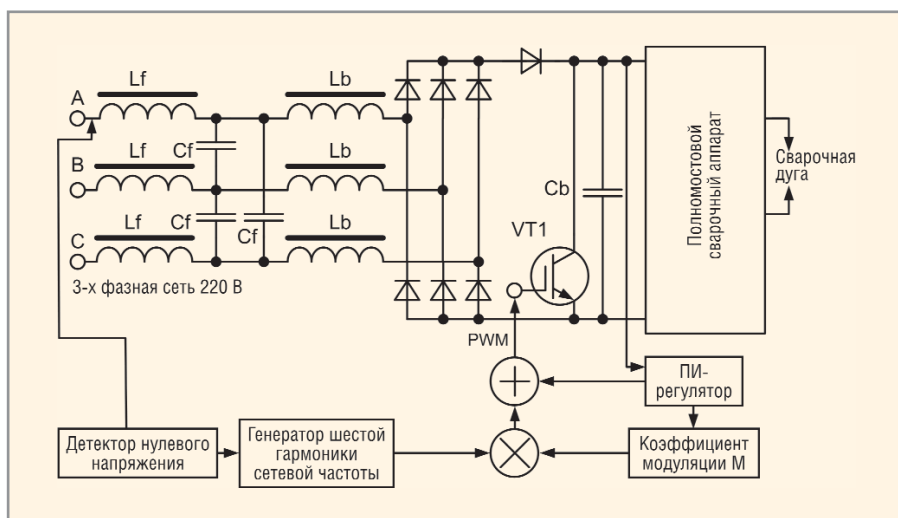 A
Lf
Lb
Cf
B
Lf
Lb
Cf
Cf
C
Lf
Lb
3-х фазная сеть 220 В
VT1
Cb
PWM
Полномостовой
сварочный аппарат
Сварочная
дуга
ПИ-
регулятор
Коэффициент
модуляции М
Детектор нулевого
напряжения
Генератор шестой
гармоники
сетевой частоты